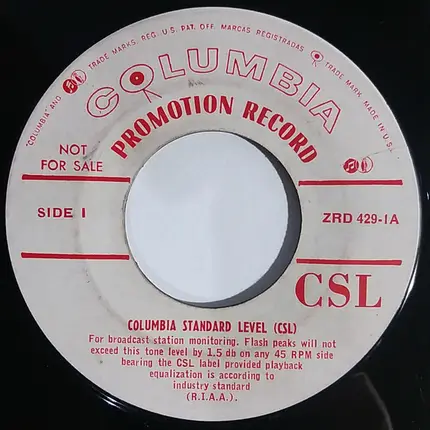 "COLUMBIA" AND TRADE MARKS, REG. U.S. PAT. OFF. MARCAS REGISTRADAS TRADE MARK, MADE IN U.S.A.
COLUMBIA
PROMOTION RECORD
NOT
FOR SALE
SIDE 1
ZRD 429-1A
CSL
COLUMBIA STANDARD LEVEL (CSL)
For broadcast station monitoring. Flash peaks will not
exceed this tone level by 1.5 db on any 45 RPM side
bearing the CSL label provided playback
equalization is according to
industry standard
(R.I.A.A.).